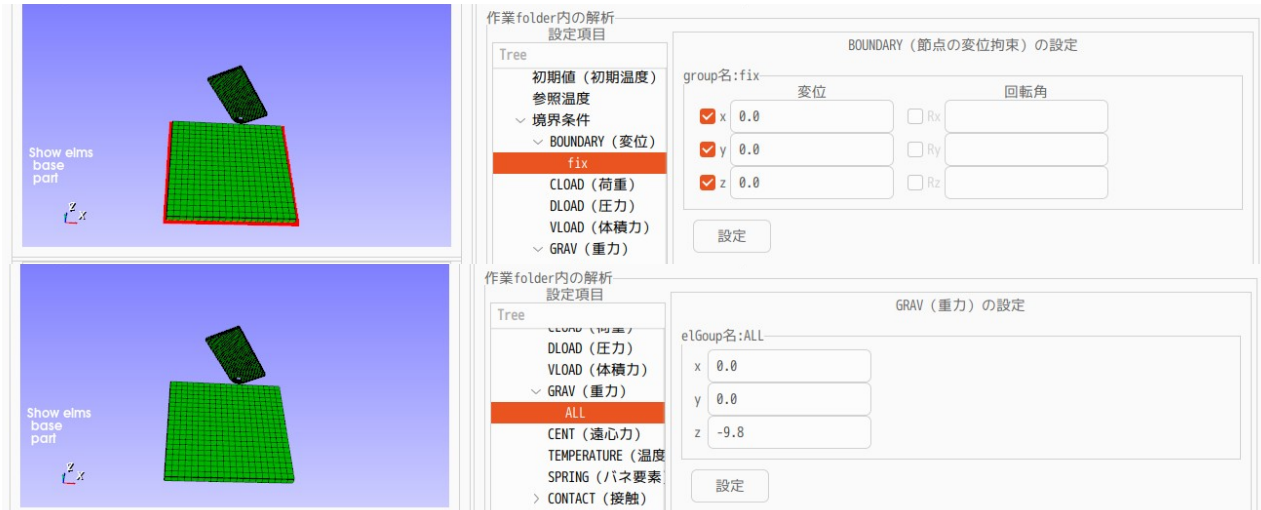 作業folder内の解析
設定項目
Tree
初期値（初期温度）
参照温度
境界条件
BOUNDARY（変位）
fix
CLOAD（荷重）
DLOAD（圧力）
VLOAD（体積力）
GRAV（重力）
BOUNDARY（節点の変位拘束）の設定
group名:fix
変位
回転角
x 0.0
Rx
y 0.0
Ry
z 0.0
Rz
設定
Show elms
base
part
Z
X
作業folder内の解析
設定項目
Tree
CLOAD（荷重）
DLOAD（圧力）
VLOAD（体積力）
GRAV（重力）
ALL
CENT（遠心力）
TEMPERATURE（温度
SPRING（バネ要素
CONTACT（接触）
GRAV（重力）の設定
elGoup名:ALL
x 0.0
y 0.0
z -9.8
設定
Show elms
base
part
Z
X